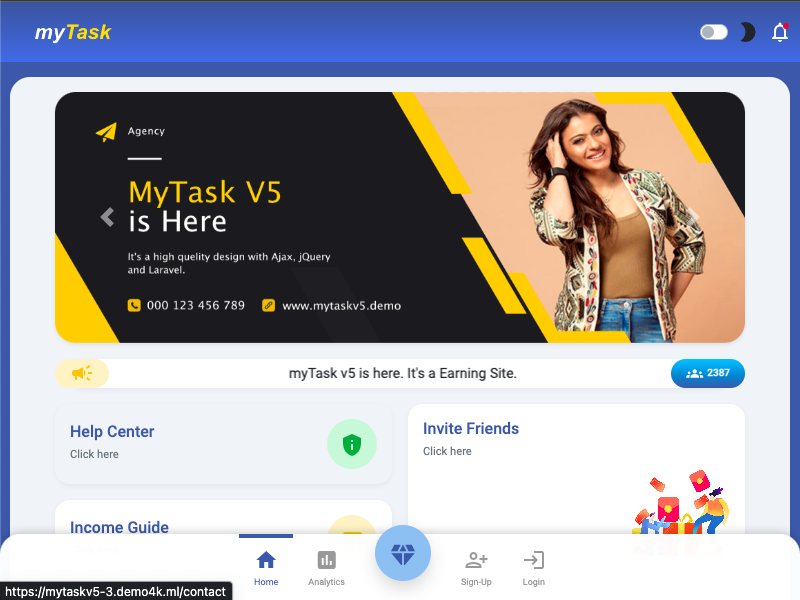 myTask
Agency
MyTask V5
is Here
It's a high quelity design with Ajax, jQuery
and Laravel.
000 123 456 789 www.mytaskv5.demo
myTask v5 is here. It's a Earning Site.
2387
Help Center
Click here
Invite Friends
Click here
Income Guide
Home
Analytics
Sign-Up
Login
https://mytaskv5-3.demo4k.ml/contact